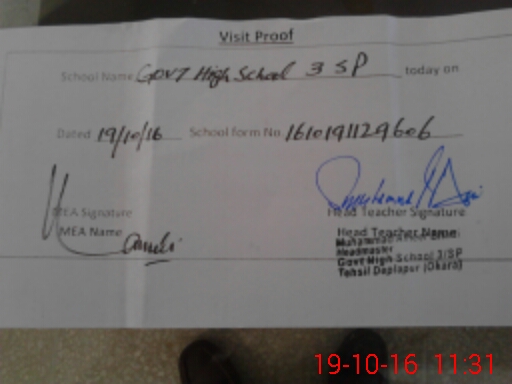 Visit Proof
School Name Govt High School 3 SP today on
Dated 19/10/16 School form No 1610191129606
MEA Signature Head Teacher Signature
MEA Name Head Teacher Name:
Muhammad
Headmaster
Govt High School 3/SP
Tehsil Depalpur (Okara)
19-10-16 11:31